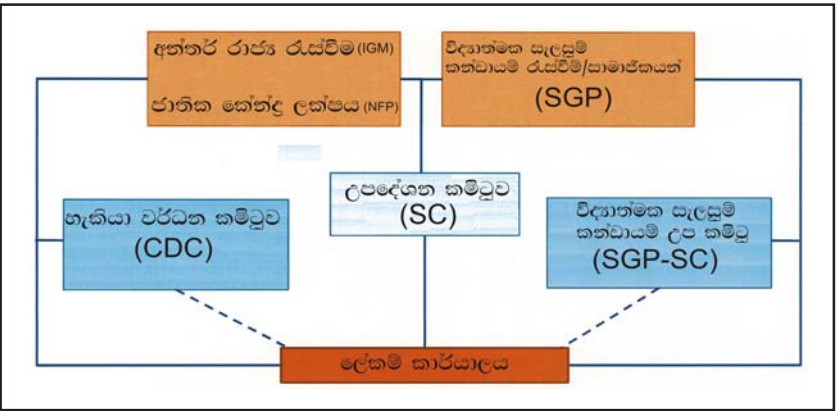 අන්තර් රාජ්‍ය රැස්වීම (IGM)
ජාතික කේන්ද්‍ර ලක්ෂය (NFP)
විද්‍යාත්මක සැලසුම්
කන්ඩායම් රැස්වීම්/සාමාජිකයන්
(SGP)
උපදේශන කමිටුව
(SC)
හැකියා වර්ධන කමිටුව
(CDC)
විද්‍යාත්මක සැලසුම්
කන්ඩායම් උප කමිටු
(SGP-SC)
ලේකම් කාර්යාලය